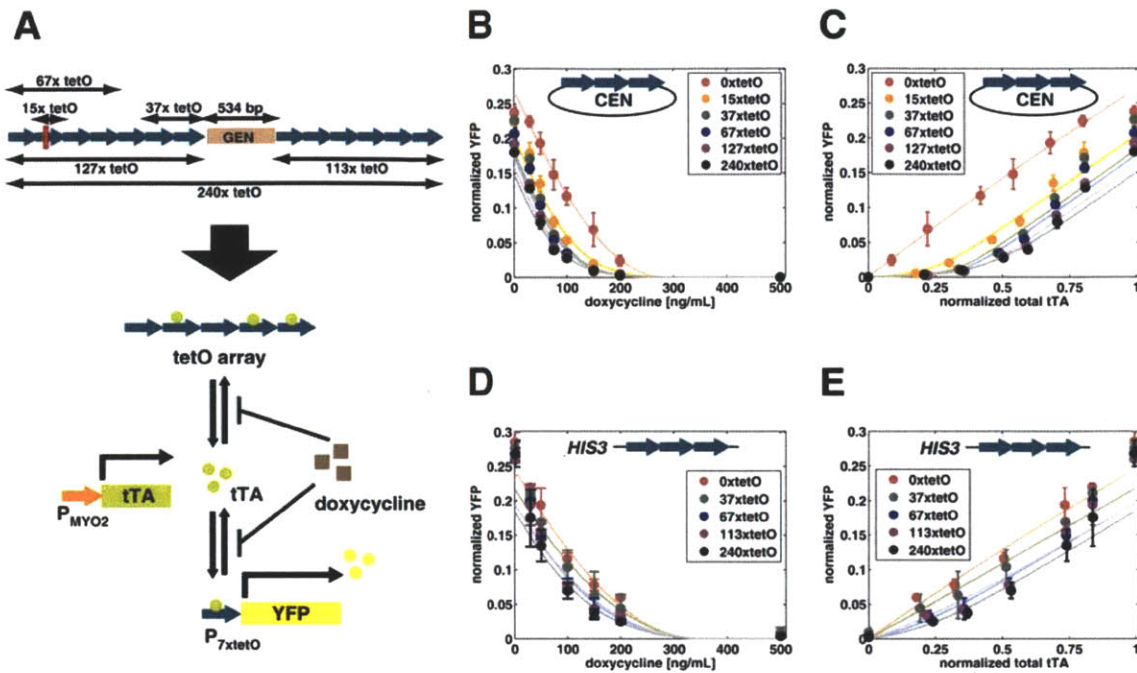 A
67x tetO
15x tetO
37x tetO
534 bp
GEN
127x tetO
113x tetO
240x tetO
tetO array
tTA
PMYO2
tTA
doxycycline
YFP
P7xtetO
B
0.3
0.25
0.2
0.15
0.1
0.05
0
normalized YFP
CEN
0xtetO
15xtetO
37xtetO
67xtetO
127xtetO
240xtetO
0
100
200
300
400
500
doxycycline [ng/mL]
C
0.3
0.25
0.2
0.15
0.1
0.05
0
normalized YFP
0xtetO
15xtetO
37xtetO
67xtetO
127xtetO
240xtetO
CEN
0
0.25
0.5
0.75
1
normalized total tTA
D
0.3
0.25
0.2
0.15
0.1
0.05
0
normalized YFP
HIS3
0xtetO
37xtetO
67xtetO
113xtetO
240xtetO
0
100
200
300
400
500
doxycycline [ng/mL]
E
0.3
0.25
0.2
0.15
0.1
0.05
0
normalized YFP
HIS3
0xtetO
37xtetO
67xtetO
113xtetO
240xtetO
0
0.25
0.5
0.75
1
normalized total tTA